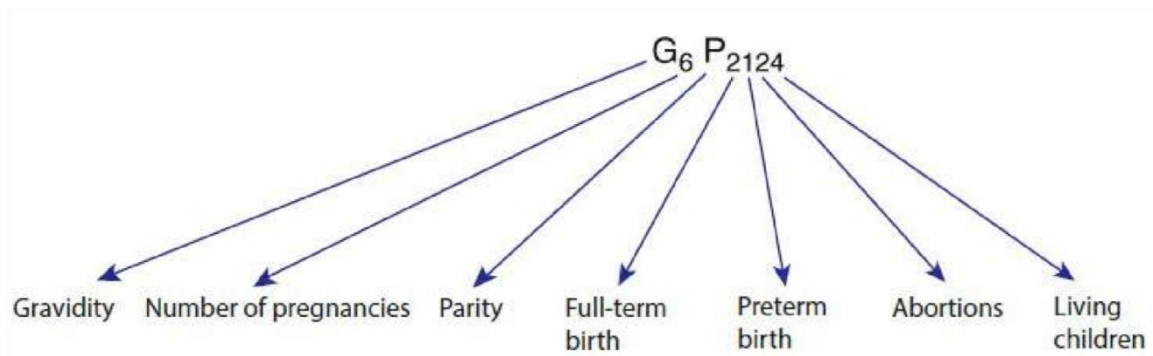 G6 P2124
Gravidity Number of pregnancies Parity Full-term birth Preterm birth Abortions Living children